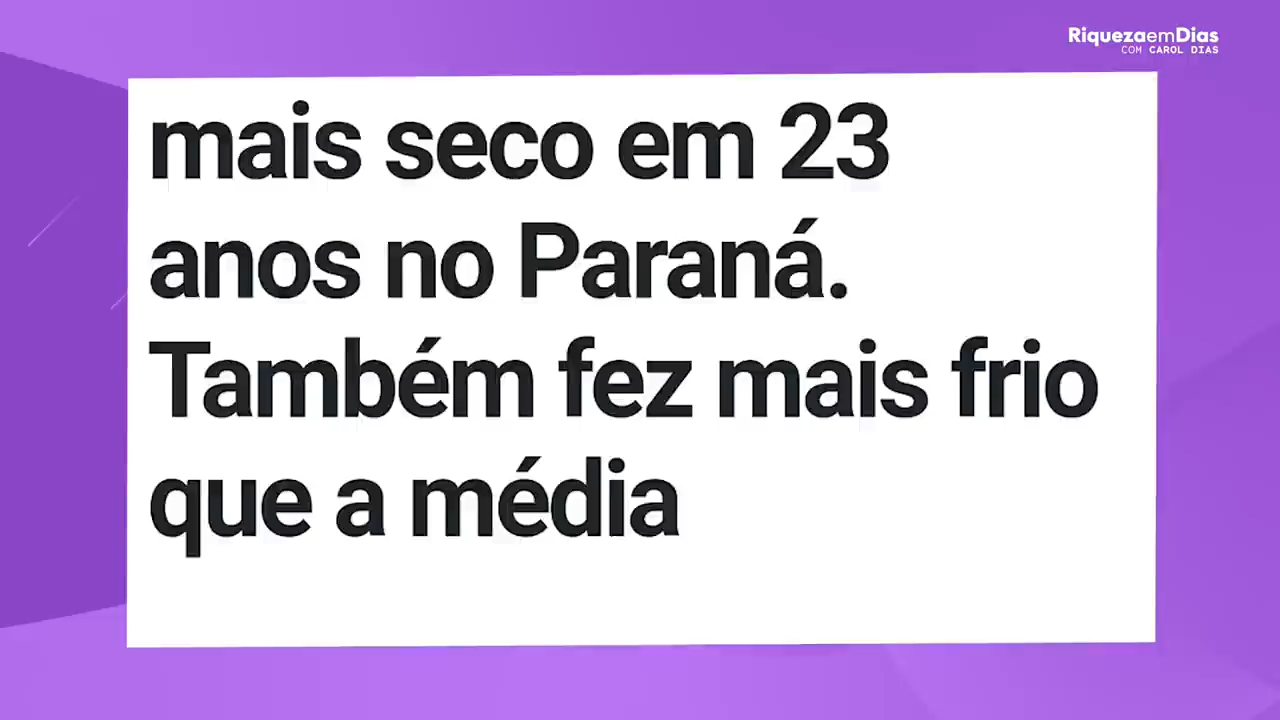 RiquezaemDias
COM CAROL DIAS
mais seco em 23
anos no Paraná.
Também fez mais frio
que a média